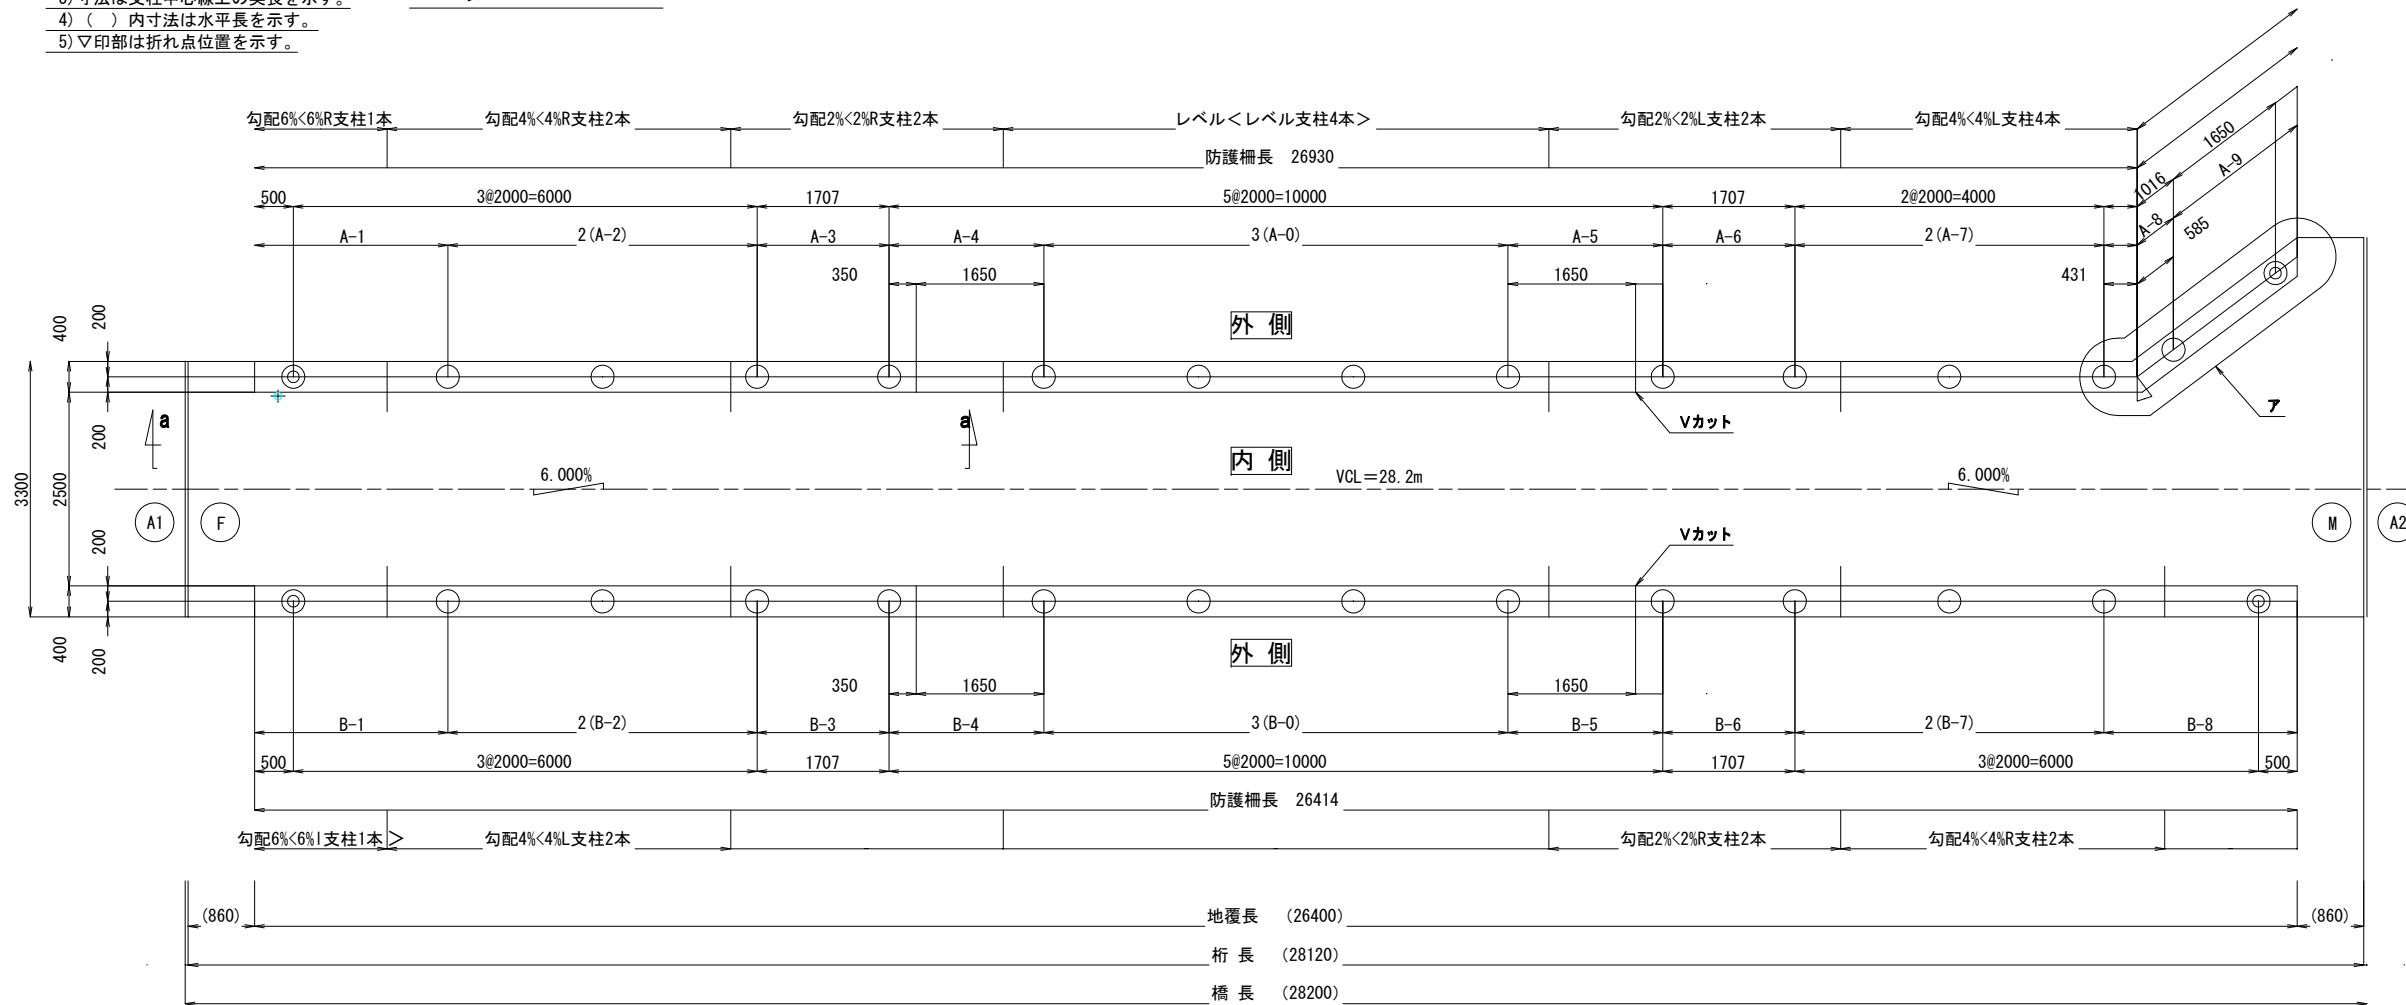 4) (　) 内寸法は水平長を示す。
5)▽印部は折れ点位置を示す。
勾配6%<6%R支柱1本
勾配4%<4%R支柱2本
勾配2%<2%R支柱2本
レベル<レベル支柱4本>
勾配2%<2%L支柱2本
勾配4%<4%L支柱4本
防護柵長　26930
500
3@2000=6000
1707
5@2000=10000
1707
2@2000=4000
1016
1650
A-1
2(A-2)
A-3
A-4
3(A-0)
A-5
A-6
2(A-7)
A-8
A-9
585
350
1650
1650
431
400
200
外 側
a
a
Vカット
ア
200
内 側
6.000%
VCL=28.2m
6.000%
3300
2500
A1
F
M
A2
200
Vカット
400
200
外 側
350
1650
1650
B-1
2(B-2)
B-3
B-4
3(B-0)
B-5
B-6
2(B-7)
B-8
500
3@2000=6000
1707
5@2000=10000
1707
3@2000=6000
500
防護柵長　26414
勾配6%<6%l支柱1本>
勾配4%<4%L支柱2本
勾配2%<2%R支柱2本
勾配4%<4%R支柱2本
(860)
地覆長　(26400)
(860)
桁 長　(28120)
橋 長　(28200)